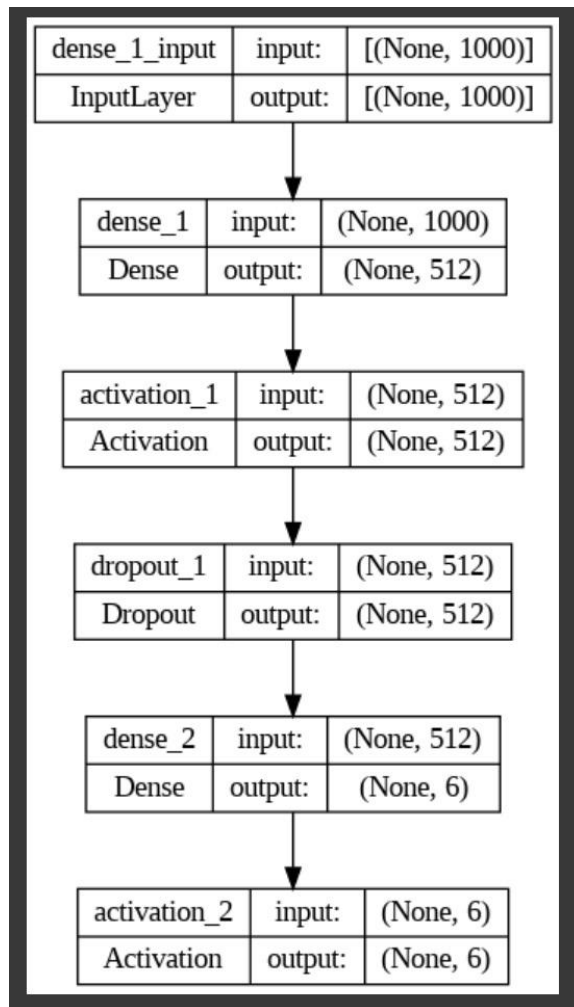 dense_1_input input: [(None, 1000)]
InputLayer output: [(None, 1000)]
dense_1 input: (None, 1000)
Dense output: (None, 512)
activation_1 input: (None, 512)
Activation output: (None, 512)
dropout_1 input: (None, 512)
Dropout output: (None, 512)
dense_2 input: (None, 512)
Dense output: (None, 6)
activation_2 input: (None, 6)
Activation output: (None, 6)